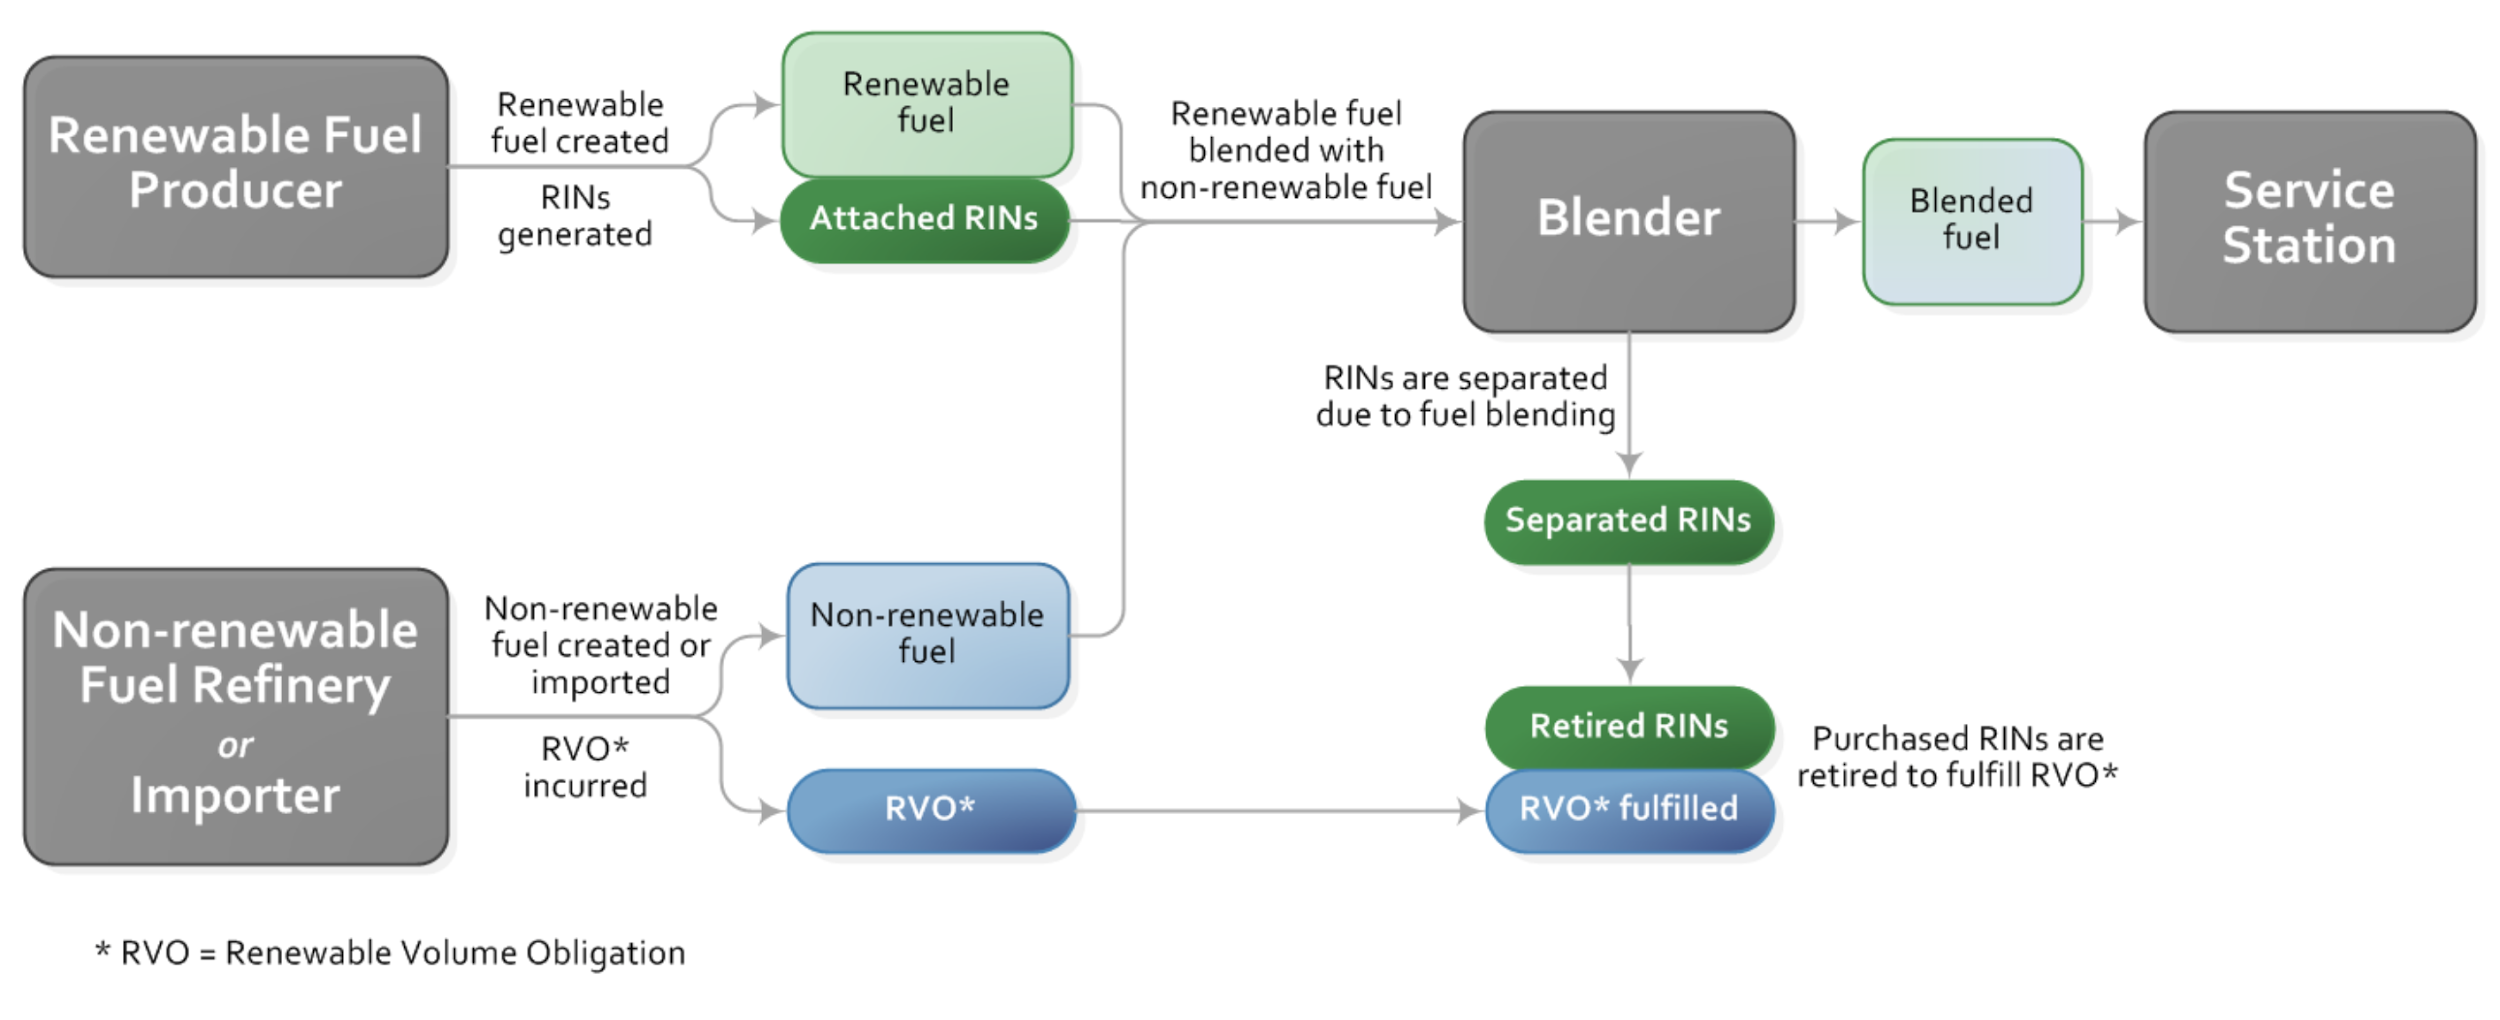 Renewable Fuel
Producer
Renewable
fuel created
RINs
generated
Renewable
fuel
Attached RINs
Renewable fuel
blended with
non-renewable fuel
Blender
Blended
fuel
Service
Station
RINs are separated
due to fuel blending
Separated RINs
Non-renewable
Fuel Refinery
or
Importer
Non-renewable
fuel created or
imported
RVO*
incurred
Non-renewable
fuel
RVO*
Retired RINs
RVO* fulfilled
Purchased RINs are
retired to fulfill RVO*
* RVO = Renewable Volume Obligation